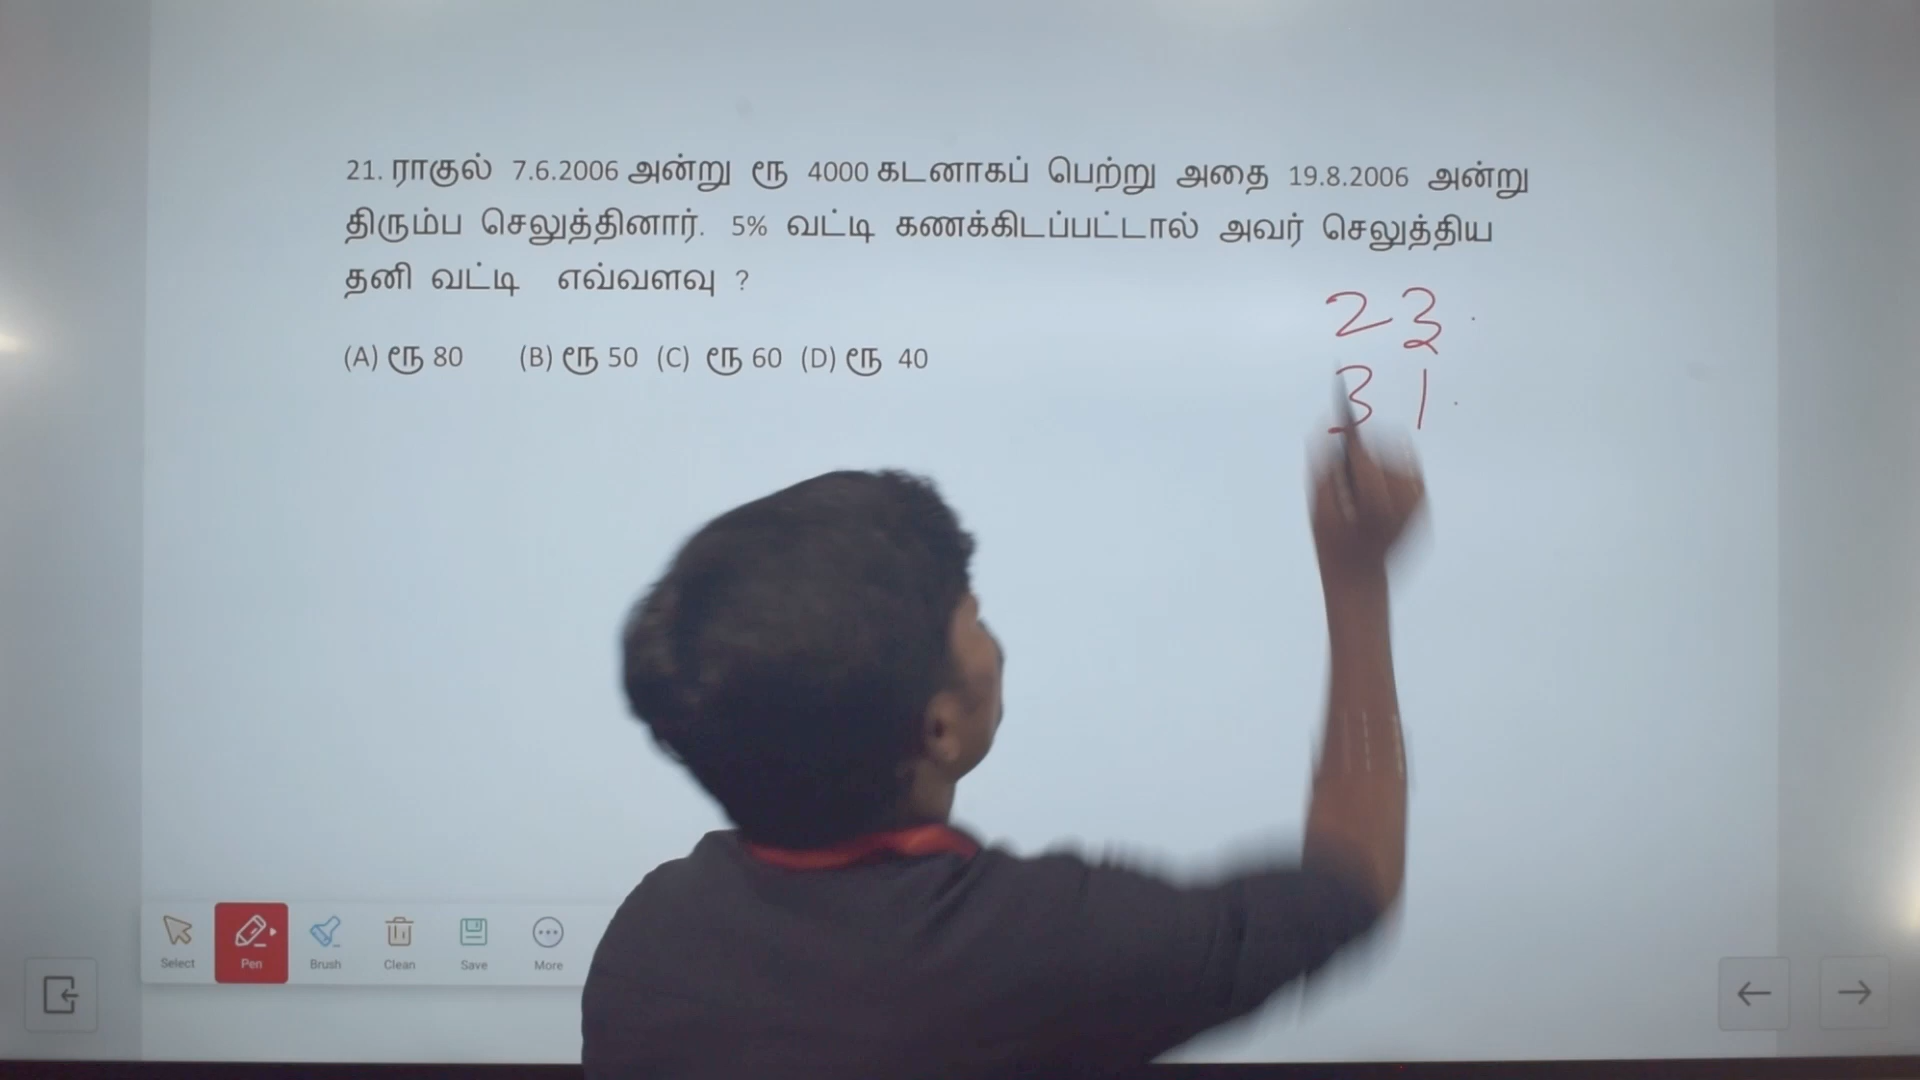 21. ராகுல் 7.6.2006 அன்று ரூ 4000 கடனாகப் பெற்று அதை 19.8.2006 அன்று
திரும்ப செலுத்தினார். 5% வட்டி கணக்கிடப்பட்டால் அவர் செலுத்திய
தனி வட்டி எவ்வளவு ?
23
(A) ரூ 80 (B) ரூ 50 (C) ரூ 60 (D) ரூ 40
31
Select Pen Brush Clean Save More